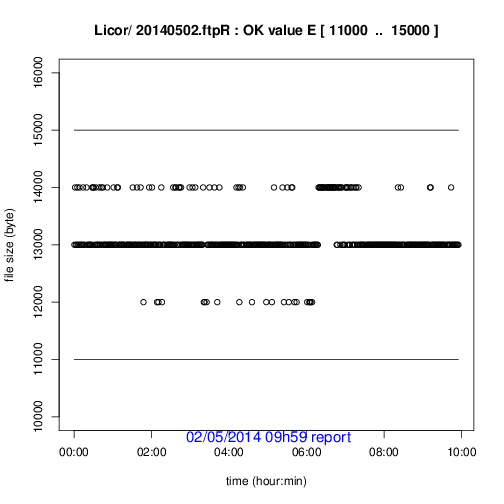 Licor/ 20140502.ftpR : OK value E [ 11000 .. 15000 ]
file size (byte)
16000
15000
14000
13000
12000
11000
10000
00:00 02:00 04:00 06:00 08:00 10:00
02/05/2014 09h59 report
time (hour:min)